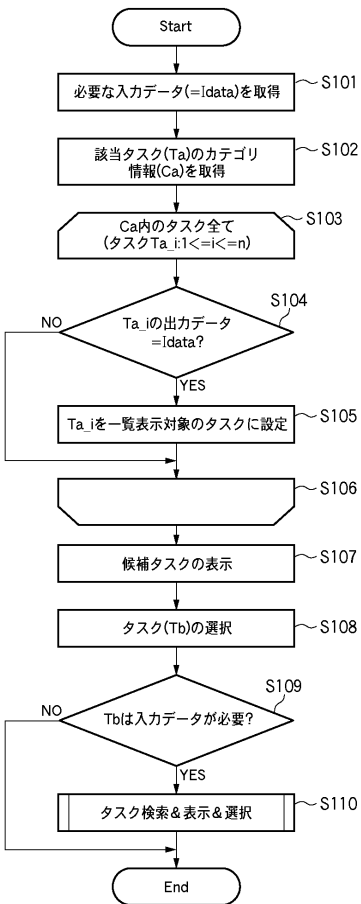 Start
必要な入力データ(=Idata)を取得
S101
該当タスク(Ta)のカテゴリ
情報(Ca)を取得
S102
Ca内のタスク全て
(タスクTa_i:1<=i<=n)
S103
S104
Ta_iの出力データ
=Idata?
NO
YES
Ta_iを一覧表示対象のタスクに設定
S105
S106
候補タスクの表示
S107
タスク(Tb)の選択
S108
S109
Tbは入力データが必要?
NO
YES
タスク検索&表示&選択
S110
End